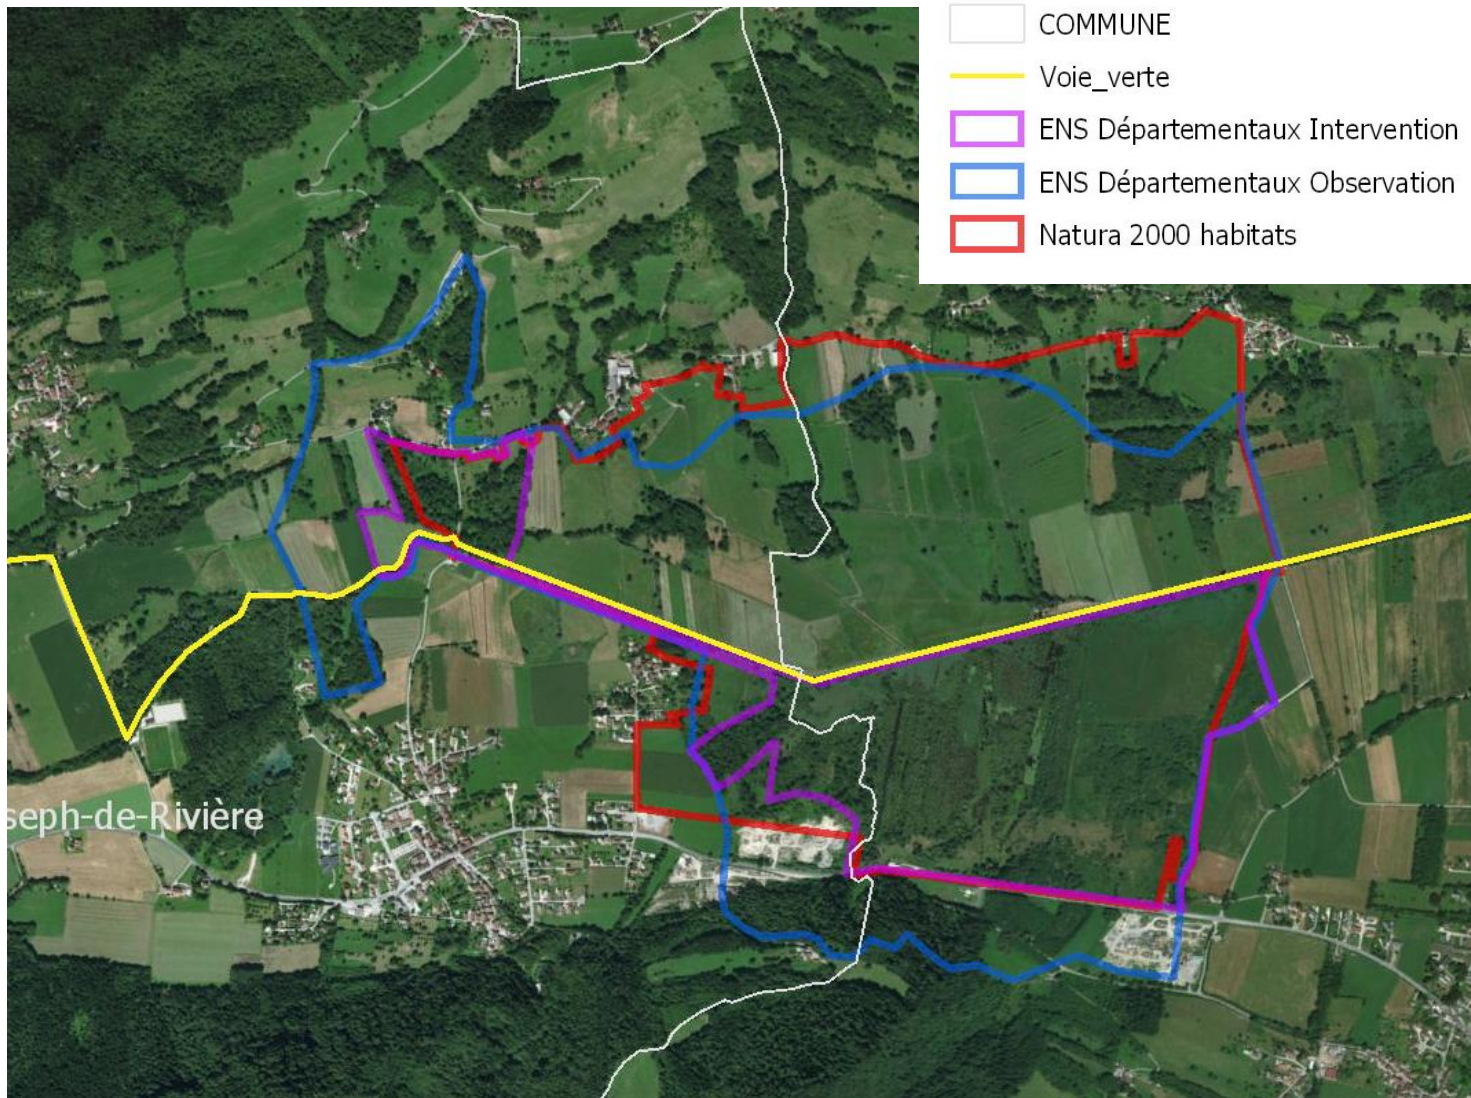 COMMUNE
Voie_verte
ENS Départementaux Intervention
ENS Départementaux Observation
Natura 2000 habitats
seph-de-Rivière